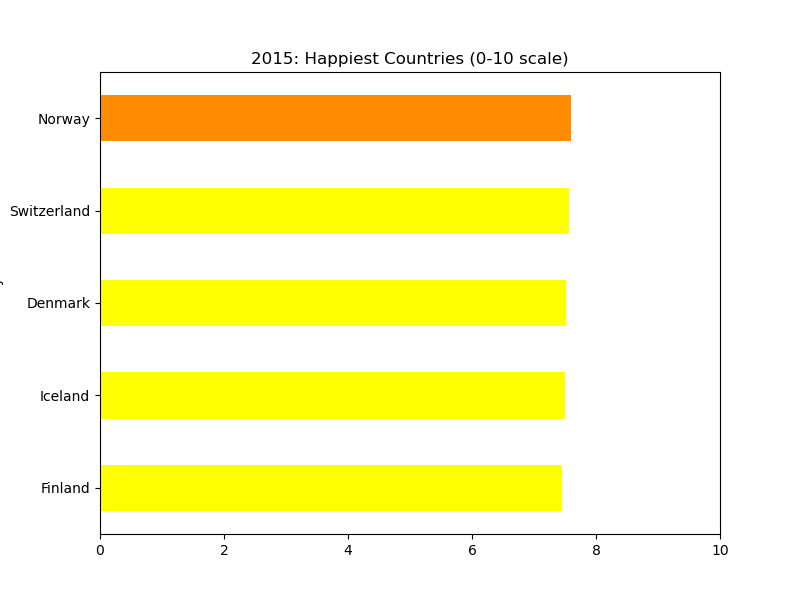 2015: Happiest Countries (0-10 scale)
Norway
Switzerland
Denmark
Iceland
Finland
0 2 4 6 8 10